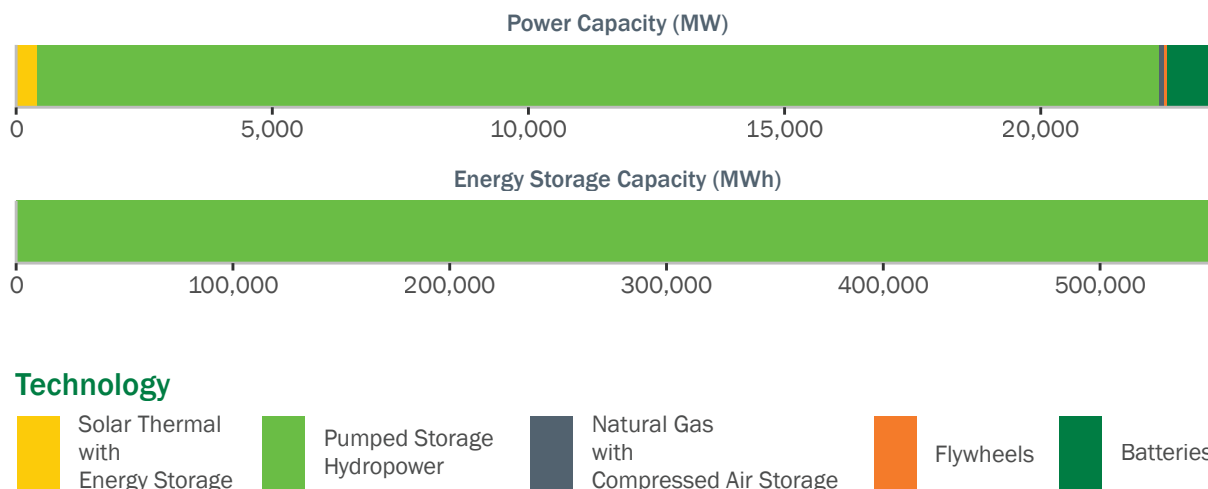 Power Capacity (MW)
0 5,000 10,000 15,000 20,000
Energy Storage Capacity (MWh)
0 100,000 200,000 300,000 400,000 500,000
Technology
Solar Thermal
with
Energy Storage
Pumped Storage
Hydropower
Natural Gas
with
Compressed Air Storage
Flywheels
Batteries